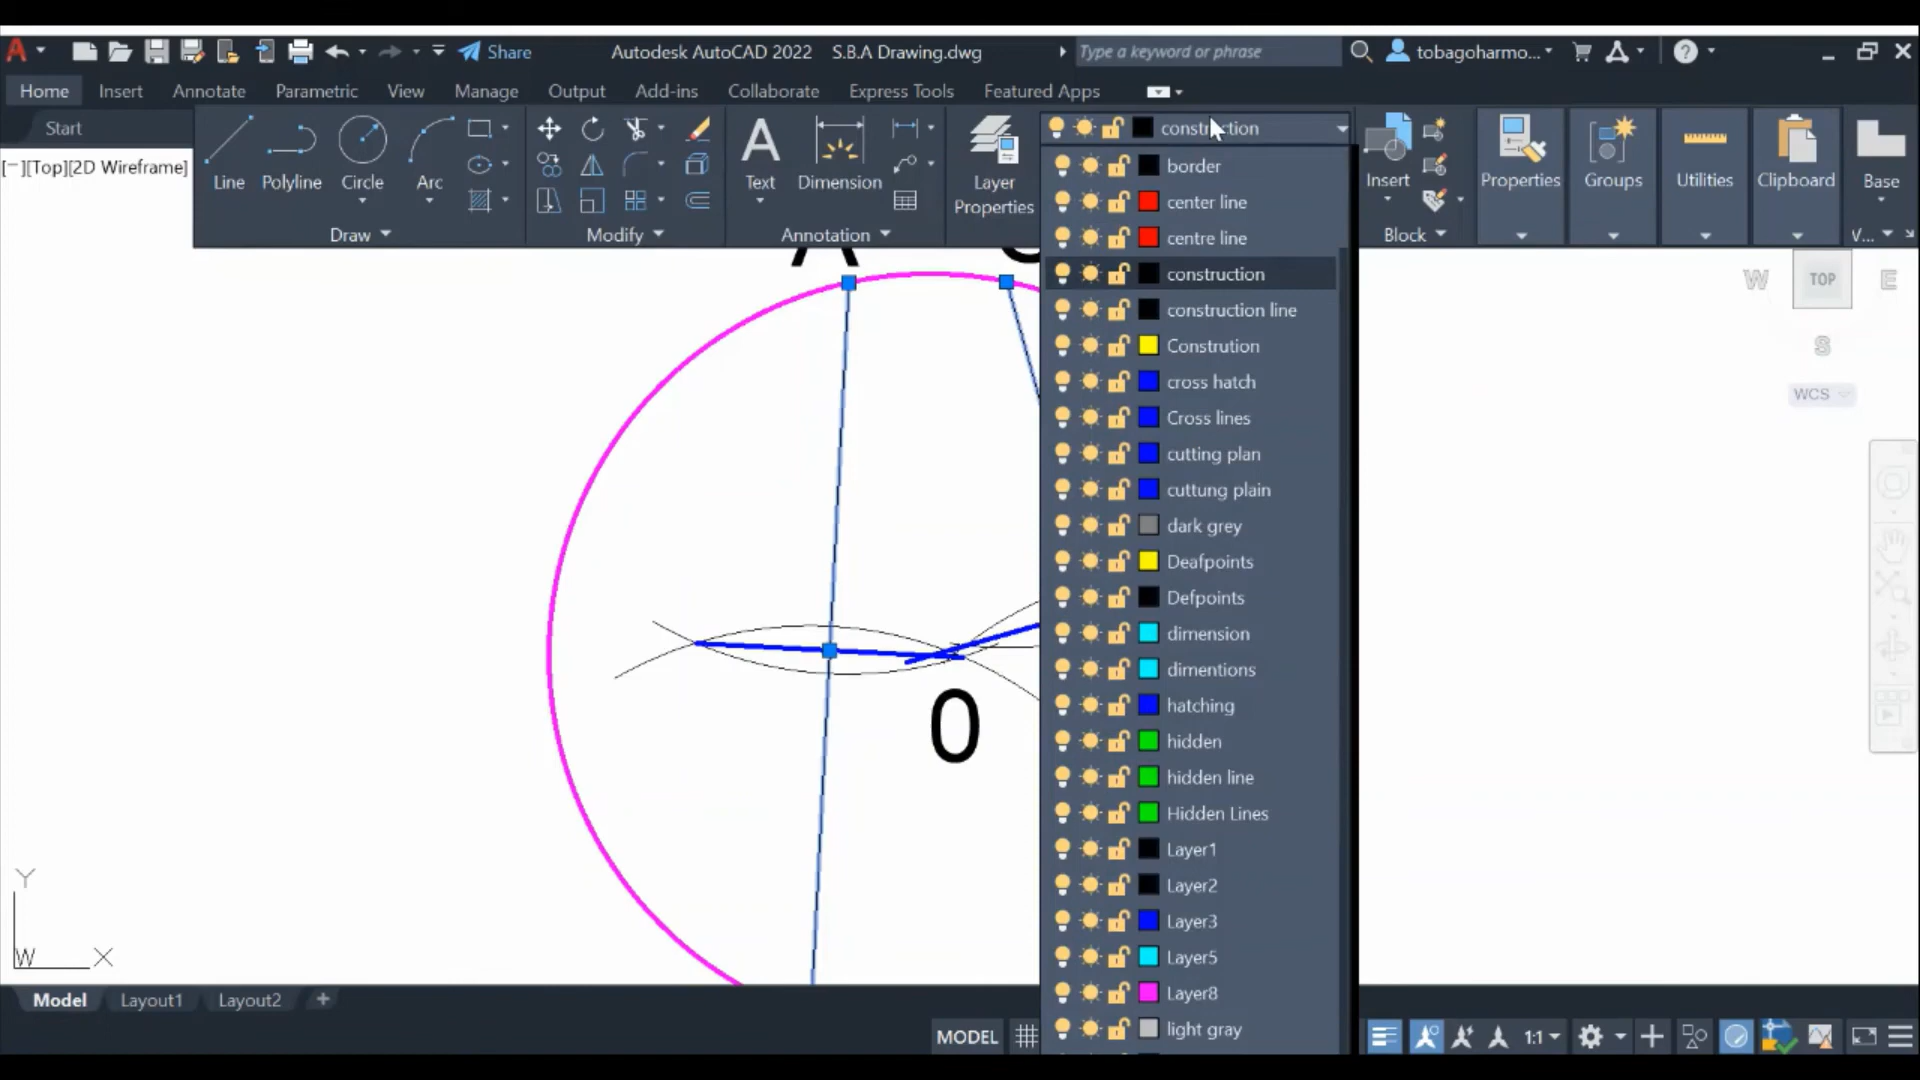 Share
Autodesk AutoCAD 2022 S.B.A Drawing.dwg
Type a keyword or phrase
tobagoharmo...
Home Insert Annotate Parametric View Manage Output Add-ins Collaborate Express Tools Featured Apps
Start
[−][Top][2D Wireframe]
Line Polyline Circle Arc
Draw
Modify
Text Dimension
Annotation
Layer
Properties
construction
Insert
Block
Properties
Groups
Utilities
Clipboard
Base
V...
border
center line
centre line
construction
construction line
Constrution
cross hatch
Cross lines
cutting plan
cuttung plain
dark grey
Deafpoints
Defpoints
dimension
dimentions
hatching
hidden
hidden line
Hidden Lines
Layer1
Layer2
Layer3
Layer5
Layer8
light gray
A
0
W TOP E
S
WCS
Y
W X
Model Layout1 Layout2 +
MODEL
1:1